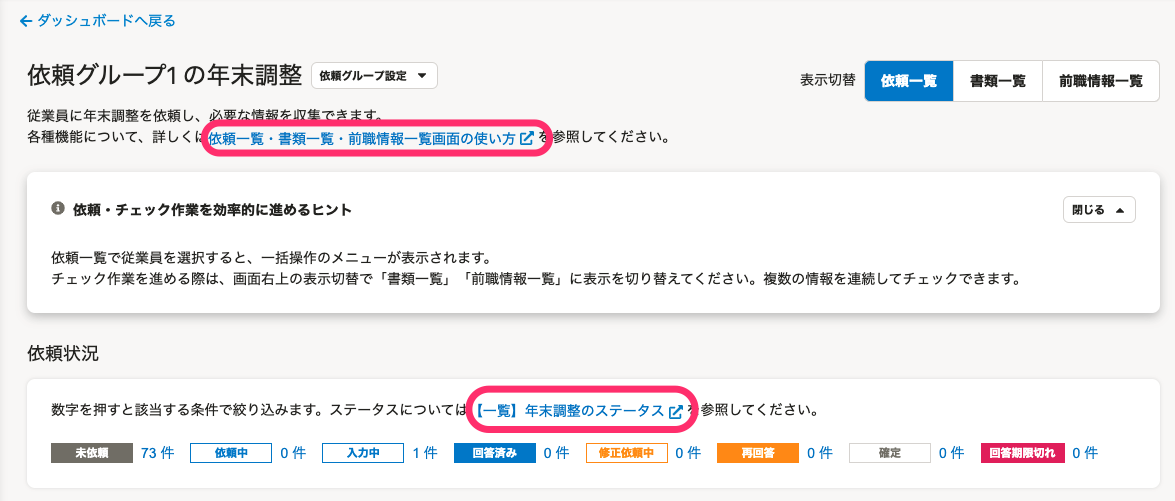 ダッシュボードへ戻る
依頼グループ1の年末調整 依頼グループ設定 表示切替 依頼一覧 書類一覧 前職情報一覧
従業員に年末調整を依頼し、必要な情報を収集できます。
各種機能について、詳しくは依頼一覧・書類一覧・前職情報一覧画面の使い方を参照してください。
依頼・チェック作業を効率的に進めるヒント 閉じる
依頼一覧で従業員を選択すると、一括操作のメニューが表示されます。
チェック作業を進める際は、画面右上の表示切替で「書類一覧」「前職情報一覧」に表示を切り替えてください。複数の情報を連続してチェックできます。
依頼状況
数字を押すと該当する条件で絞り込みます。ステータスについては【一覧】年末調整のステータスを参照してください。
未依頼 73 件 依頼中 0 件 入力中 1 件 回答済み 0 件 修正依頼中 0 件 再回答 0 件 確定 0 件 回答期限切れ 0 件